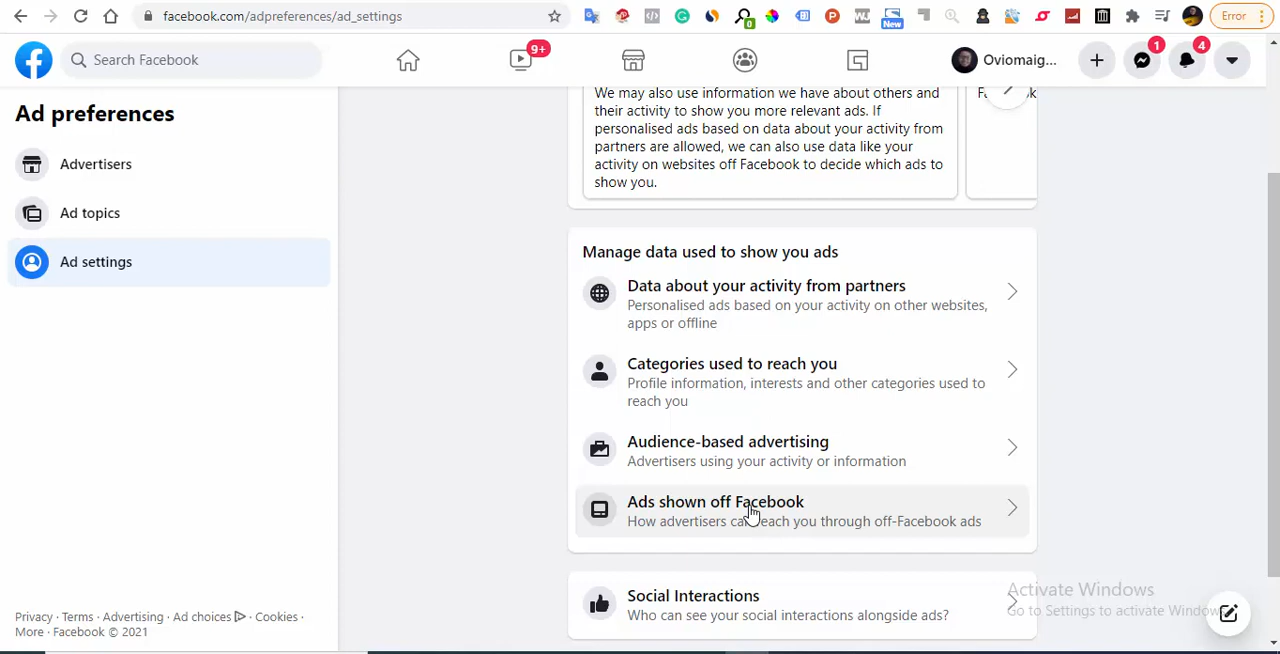 facebook.com/adpreferences/ad_settings
0
New
Error
Search Facebook
9+
Oviomaig...
1
4
Ad preferences
Advertisers
Ad topics
Ad settings
We may also use information we have about others and
their activity to show you more relevant ads. If
personalised ads based on data about your activity from
partners are allowed, we can also use data like your
activity on websites off Facebook to decide which ads to
show you.
Manage data used to show you ads
Data about your activity from partners
Personalised ads based on your activity on other websites,
apps or offline
Categories used to reach you
Profile information, interests and other categories used to
reach you
Audience-based advertising
Advertisers using your activity or information
Ads shown off Facebook
How advertisers can reach you through off-Facebook ads
Social Interactions
Who can see your social interactions alongside ads?
Activate Windows
Go to Settings to activate Windows
Privacy · Terms · Advertising · Ad choices · Cookies ·
More · Facebook © 2021